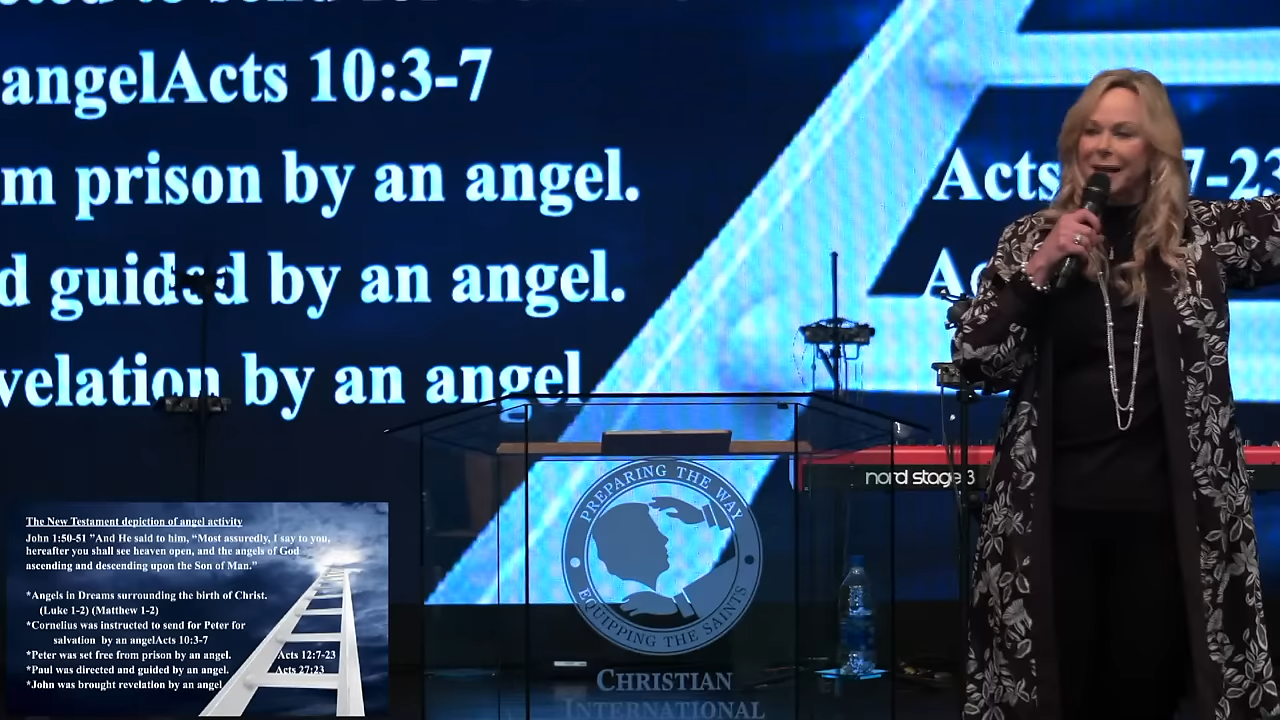 angelActs 10:3-7
m prison by an angel.
Acts 7-23
d guided by an angel.
velation by an angel
nord stage 3
PREPARING THE WAY
EQUIPPING THE SAINTS
CHRISTIAN
INTERNATIONAL
The New Testament depiction of angel activity
John 1:50-51 "And He said to him, “Most assuredly, I say to you,
hereafter you shall see heaven open, and the angels of God
ascending and descending upon the Son of Man.”
*Angels in Dreams surrounding the birth of Christ.
(Luke 1-2) (Matthew 1-2)
*Cornelius was instructed to send for Peter for
salvation by an angelActs 10:3-7
*Peter was set free from prison by an angel. Acts 12:7-23
*Paul was directed and guided by an angel. Acts 27:23
*John was brought revelation by an angel